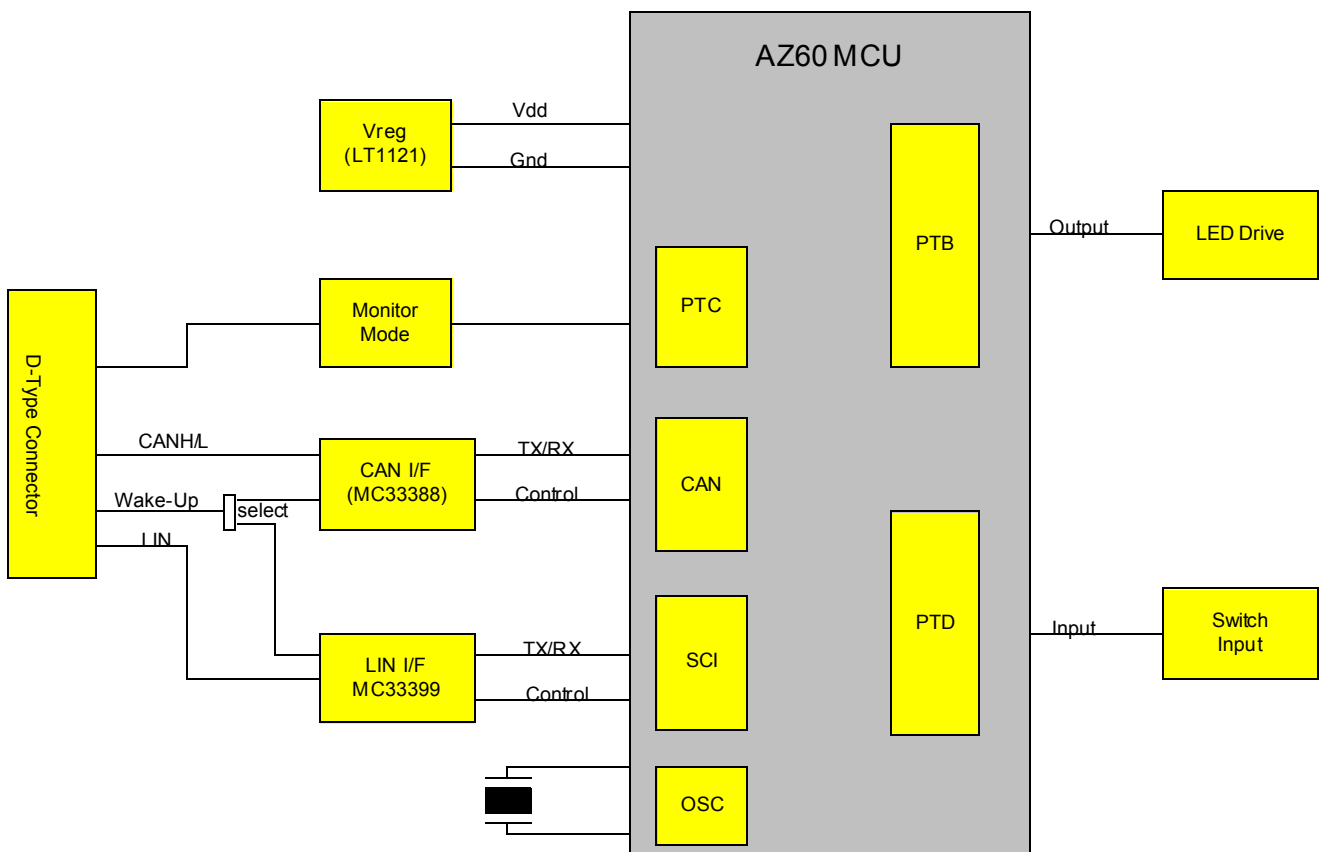 AZ60 MCU
Vreg
(LT1121)
Vdd
Gnd
PTB
Output
LED Drive
PTC
Monitor
Mode
D-Type Connector
CANH/L
CAN I/F
(MC33388)
TX/RX
Control
CAN
Wake-Up
select
LIN
PTD
Input
Switch
Input
LIN I/F
MC33399
TX/RX
Control
SCI
OSC